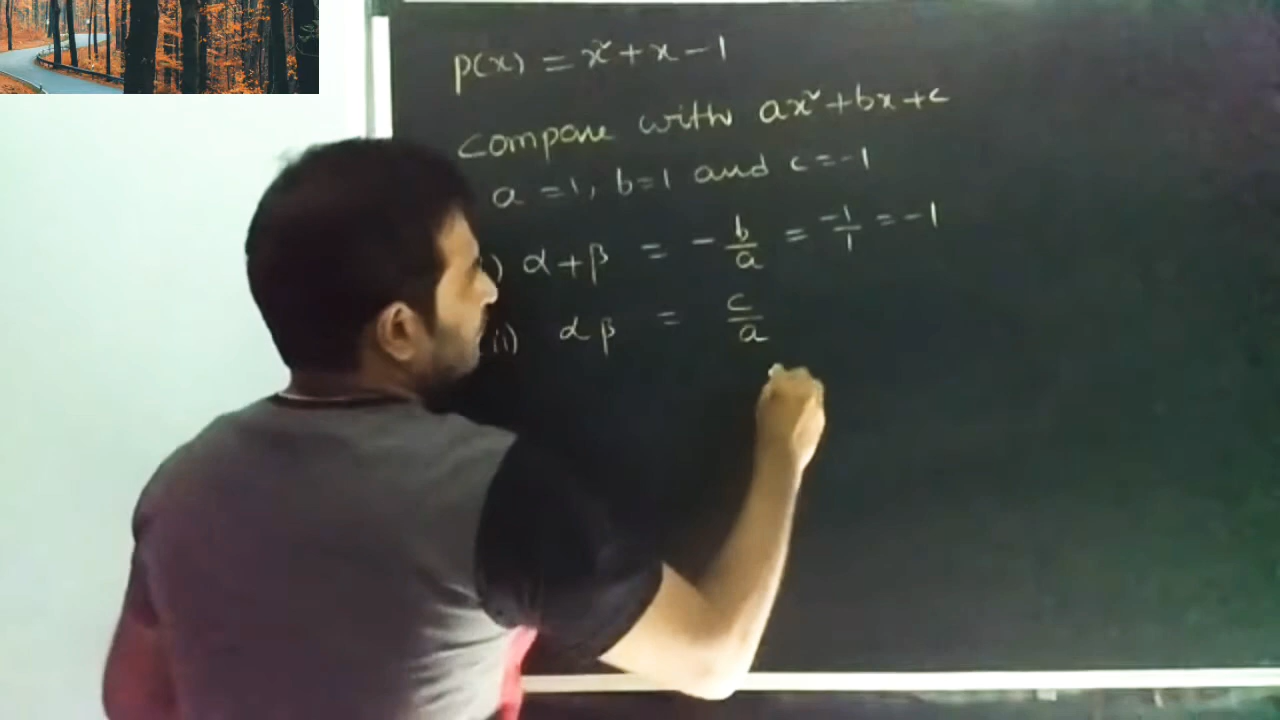 p(x) = x² + x - 1
Compare with ax² + bx + c
a = 1, b = 1 and c = -1
) α + β = - b/a = -1/1 = -1
ii) αβ = c/a